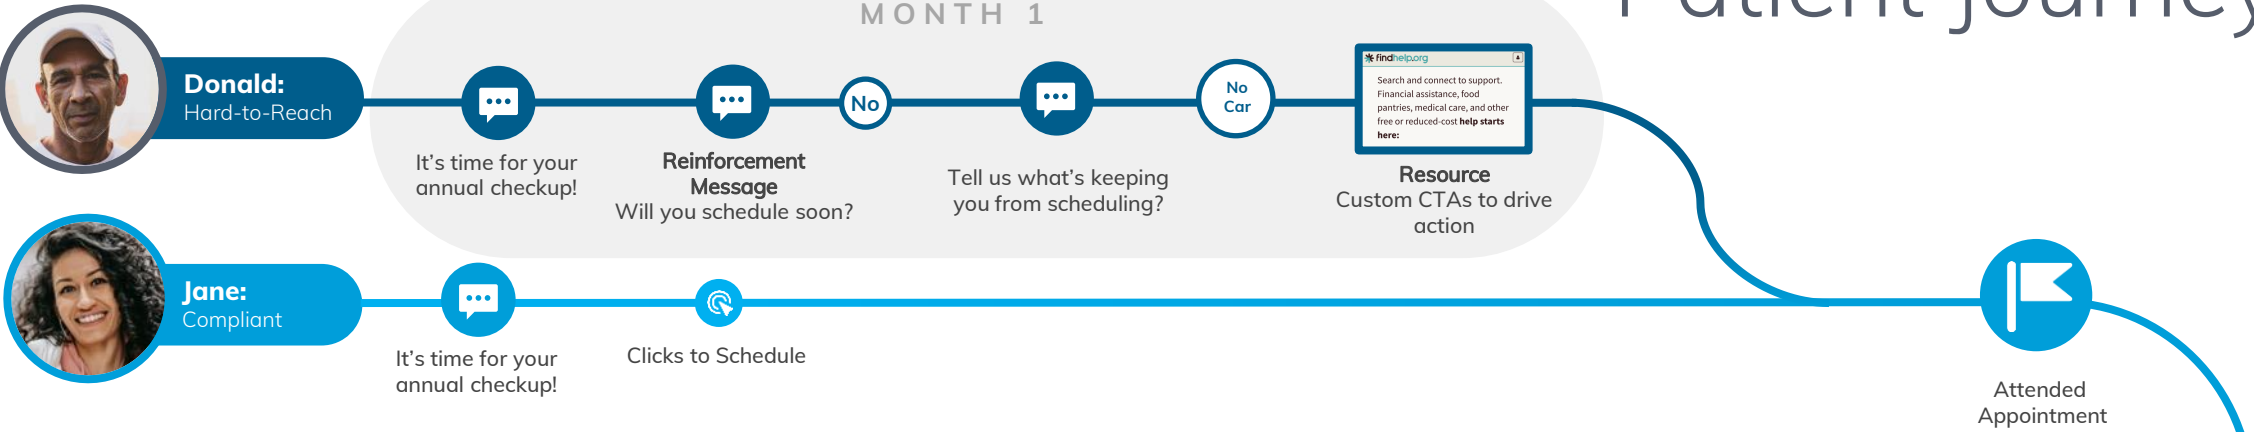 MONTH 1
Patient Journey
Donald:
Hard-to-Reach
It's time for your
annual checkup!
Reinforcement
Message
Will you schedule soon?
No
Tell us what's keeping
you from scheduling?
No
Car
findhelp.org
Search and connect to support.
Financial assistance, food
pantries, medical care, and other
free or reduced-cost help starts
here:
Resource
Custom CTAs to drive
action
Jane:
Compliant
It's time for your
annual checkup!
Clicks to Schedule
Attended
Appointment